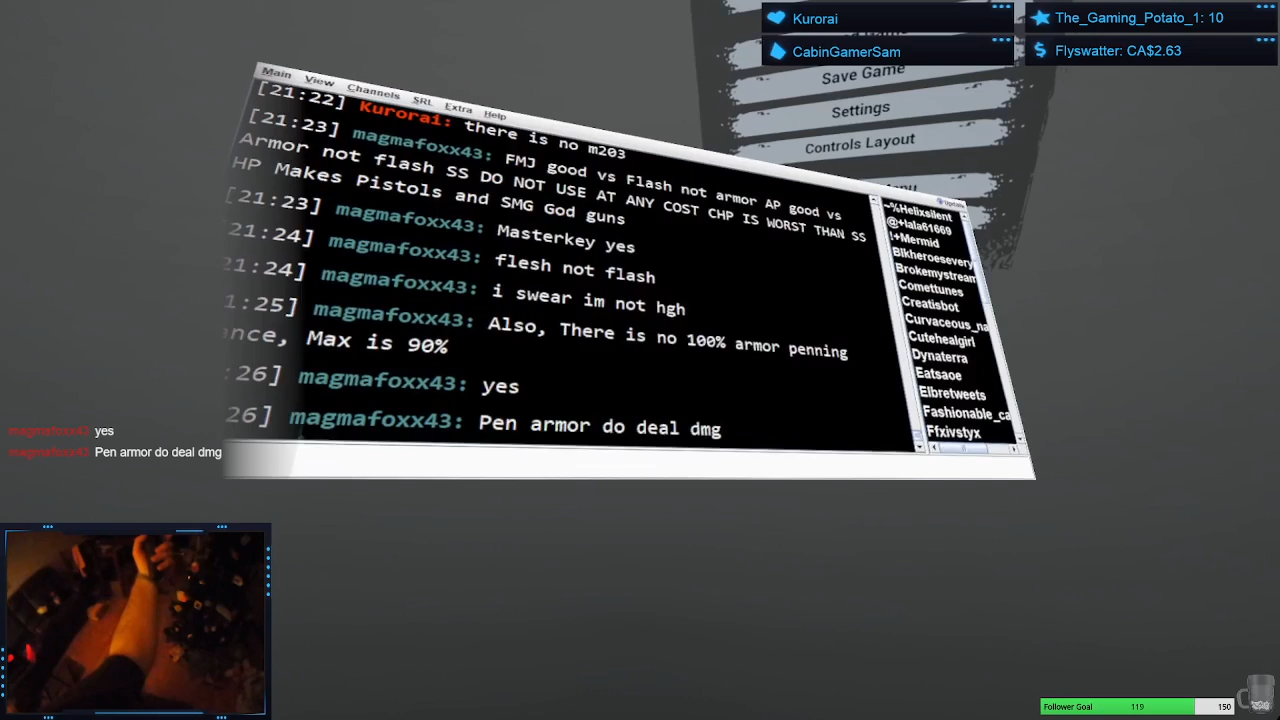 Kurorai
The_Gaming_Potato_1: 10
CabinGamerSam
Flyswatter: CA$2.63
Save Game
Settings
Controls Layout
Main View Channels SRL Extra Help
Update
[21:22] Kurorai: there is no m203
[21:23] magmafoxx43: FMJ good vs Flash not armor AP good vs
Armor not flash SS DO NOT USE AT ANY COST CHP IS WORST THAN SS
HP Makes Pistols and SMG God guns
[21:23] magmafoxx43: Masterkey yes
21:24] magmafoxx43: flesh not flash
21:24] magmafoxx43: i swear im not hgh
1:25] magmafoxx43: Also, There is no 100% armor penning
nce, Max is 90%
:26] magmafoxx43: yes
26] magmafoxx43: Pen armor do deal dmg
~%Helixsilent
@+lala61669
!+Mermid
Blkheroesevery
Brokemystream
Comettunes
Creatisbot
Curvaceous_na
Cutehealgirl
Dynaterra
Eatsaoe
Elbretweets
Fashionable_ca
Ffxivstyx
magmafoxx43 yes
magmafoxx43 Pen armor do deal dmg
Follower Goal 119 150